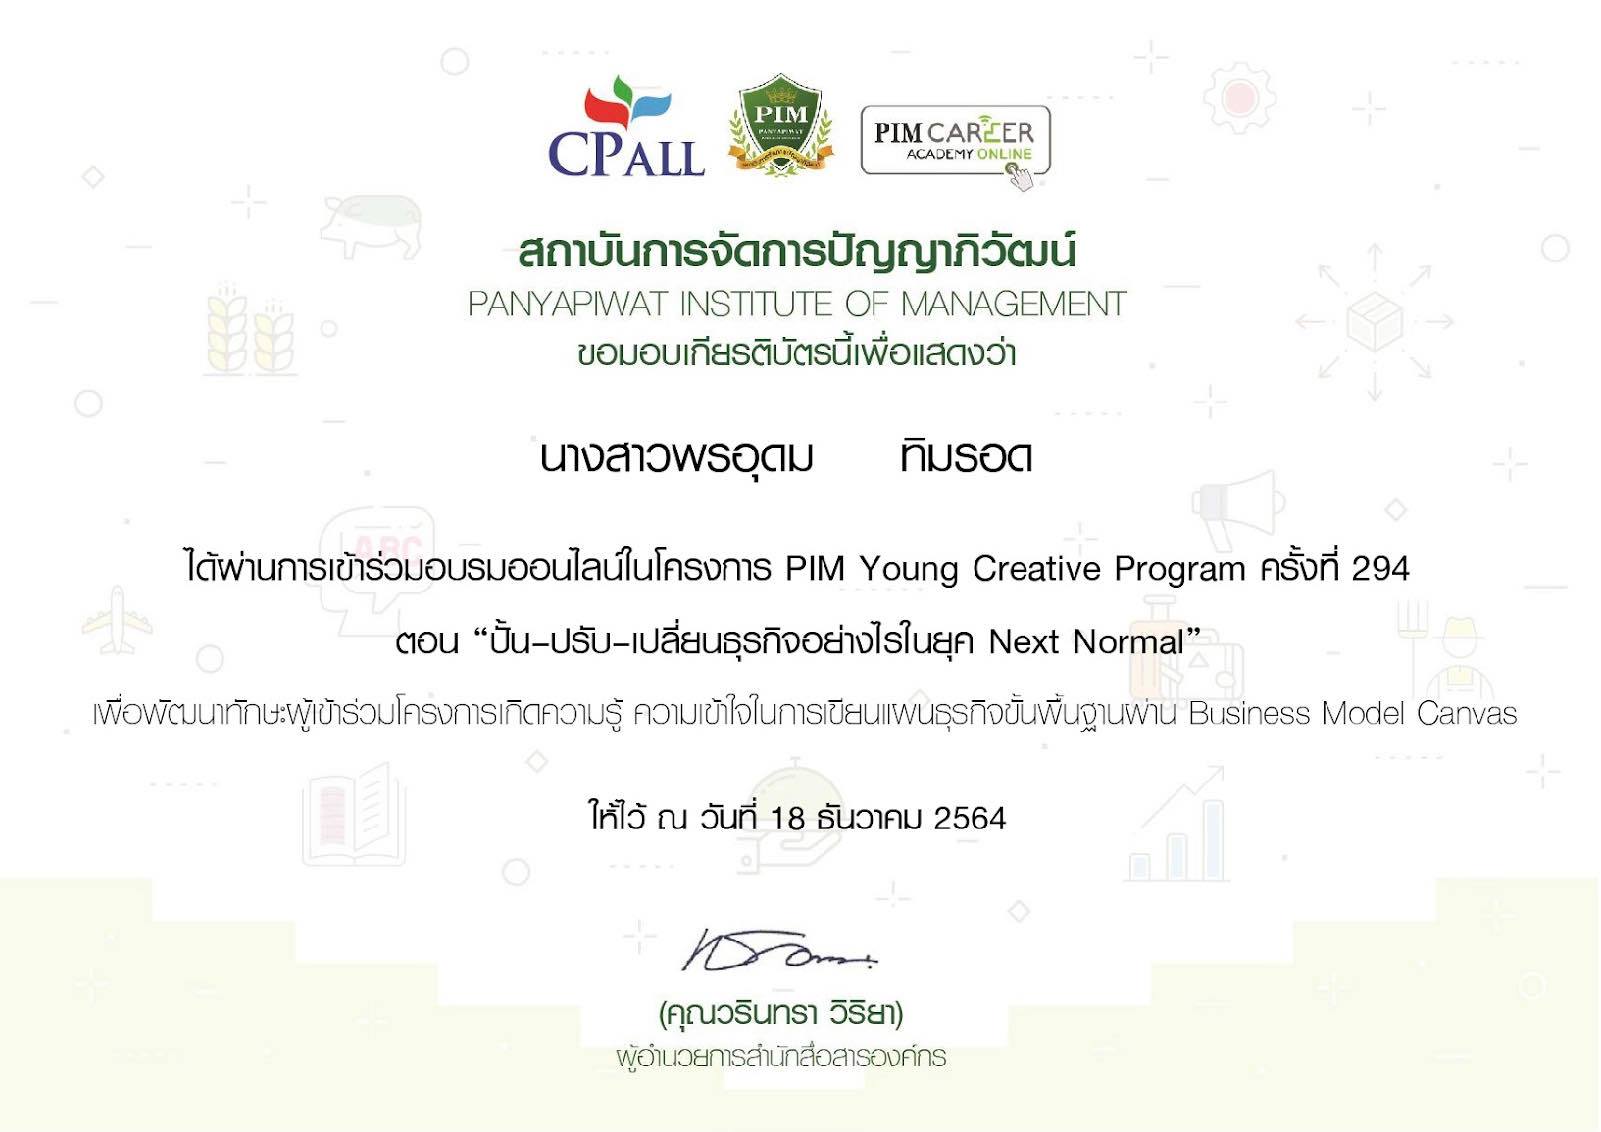 CPALL
PIM
PANYAPIWAT
PIM CAREER
ACADEMY ONLINE
สถาบันการจัดการปัญญาภิวัฒน์
PANYAPIWAT INSTITUTE OF MANAGEMENT
ขอมอบเกียรติบัตรนี้เพื่อแสดงว่า
นางสาวพรอุดม ทิมรอด
ได้ผ่านการเข้าร่วมอบรมออนไลน์ในโครงการ PIM Young Creative Program ครั้งที่ 294
ABC
ตอน “ปั้น-ปรับ-เปลี่ยนธุรกิจอย่างไรในยุค Next Normal”
เพื่อพัฒนาทักษะผู้เข้าร่วมโครงการเกิดความรู้ ความเข้าใจในการเขียนแผนธุรกิจขั้นพื้นฐานผ่าน Business Model Canvas
ให้ไว้ ณ วันที่ 18 ธันวาคม 2564
(คุณวรินทรา วิริยา)
ผู้อำนวยการสำนักสื่อสารองค์กร